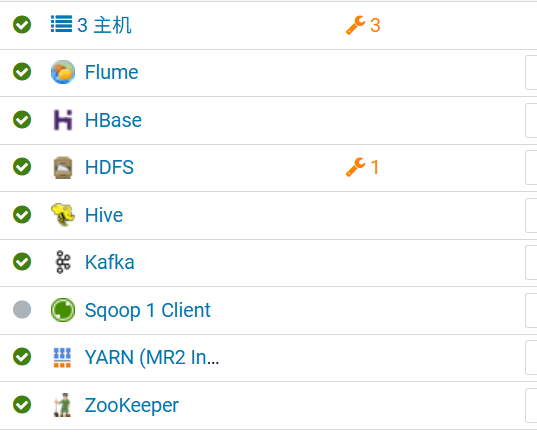 3 主机 3
Flume
HBase
HDFS 1
Hive
Kafka
Sqoop 1 Client
YARN (MR2 In...
ZooKeeper